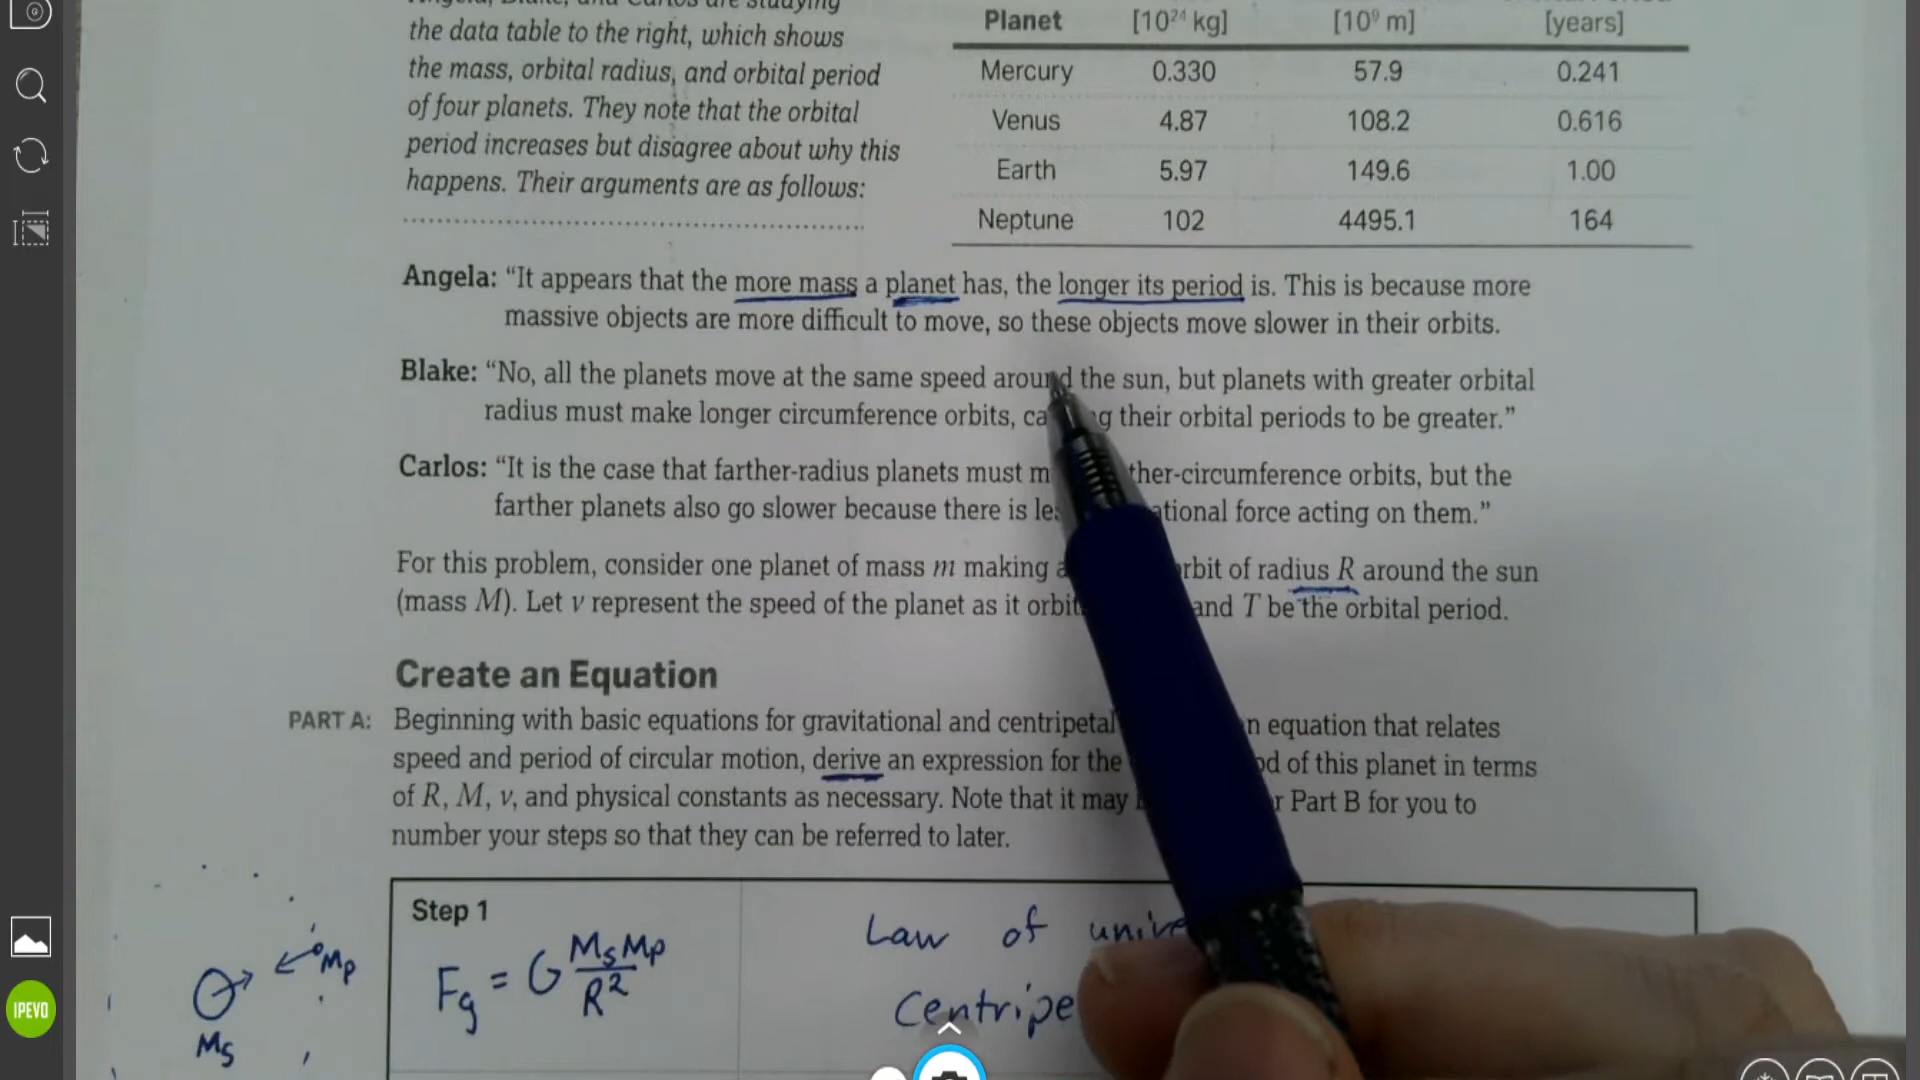 the data table to the right, which shows
the mass, orbital radius, and orbital period
of four planets. They note that the orbital
period increases but disagree about why this
happens. Their arguments are as follows:
Planet [10²⁴ kg] [10⁹ m] [years]
Mercury 0.330 57.9 0.241
Venus 4.87 108.2 0.616
Earth 5.97 149.6 1.00
Neptune 102 4495.1 164
Angela: “It appears that the more mass a planet has, the longer its period is. This is because more
massive objects are more difficult to move, so these objects move slower in their orbits.
Blake: “No, all the planets move at the same speed around the sun, but planets with greater orbital
radius must make longer circumference orbits, ca g their orbital periods to be greater.”
Carlos: “It is the case that farther-radius planets must m ther-circumference orbits, but the
farther planets also go slower because there is le ational force acting on them.”
For this problem, consider one planet of mass m making a rbit of radius R around the sun
(mass M). Let v represent the speed of the planet as it orbit and T be the orbital period.
Create an Equation
PART A: Beginning with basic equations for gravitational and centripetal n equation that relates
speed and period of circular motion, derive an expression for the od of this planet in terms
of R, M, v, and physical constants as necessary. Note that it may r Part B for you to
number your steps so that they can be referred to later.
Step 1
Fg = G MsMp/R²
Law of unive
Centripe
Mp
Ms
IPEVO